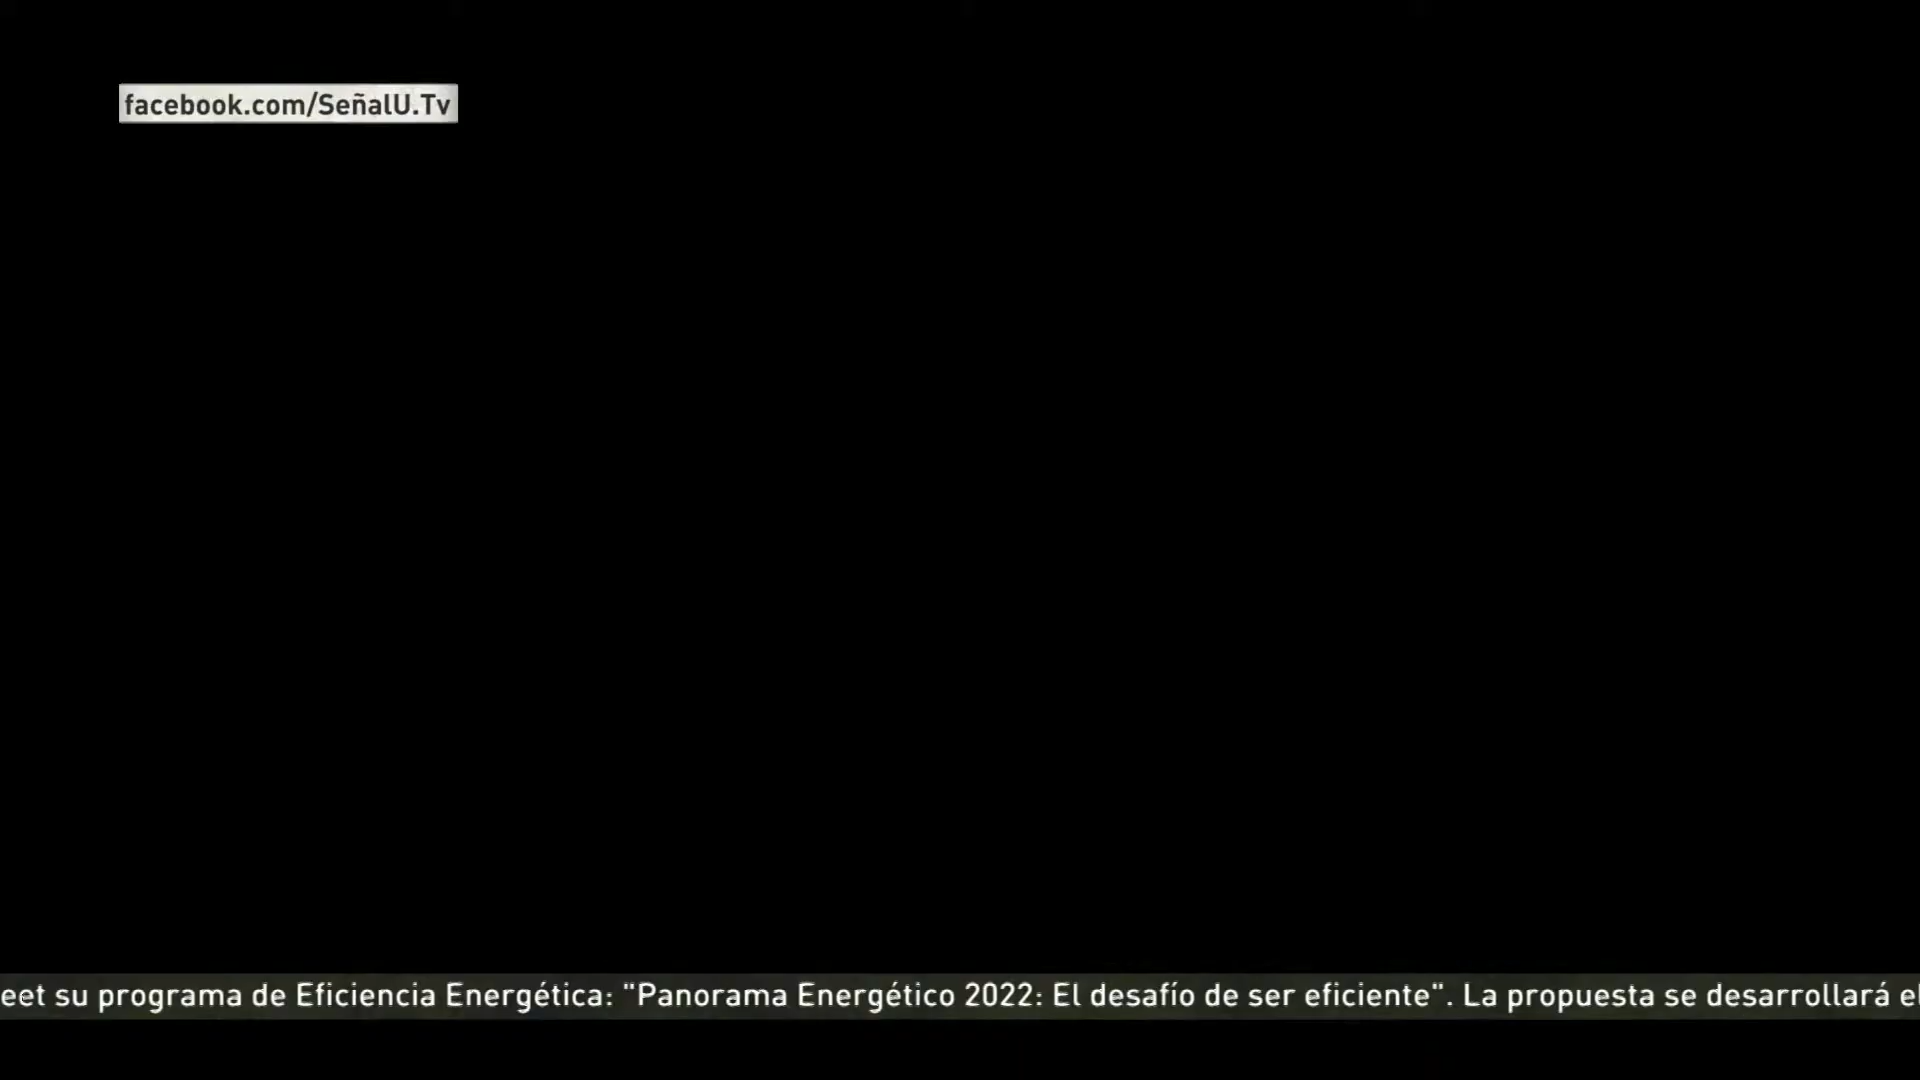 facebook.com/SeñalU.Tv
eet su programa de Eficiencia Energética: "Panorama Energético 2022: El desafío de ser eficiente". La propuesta se desarrollará el